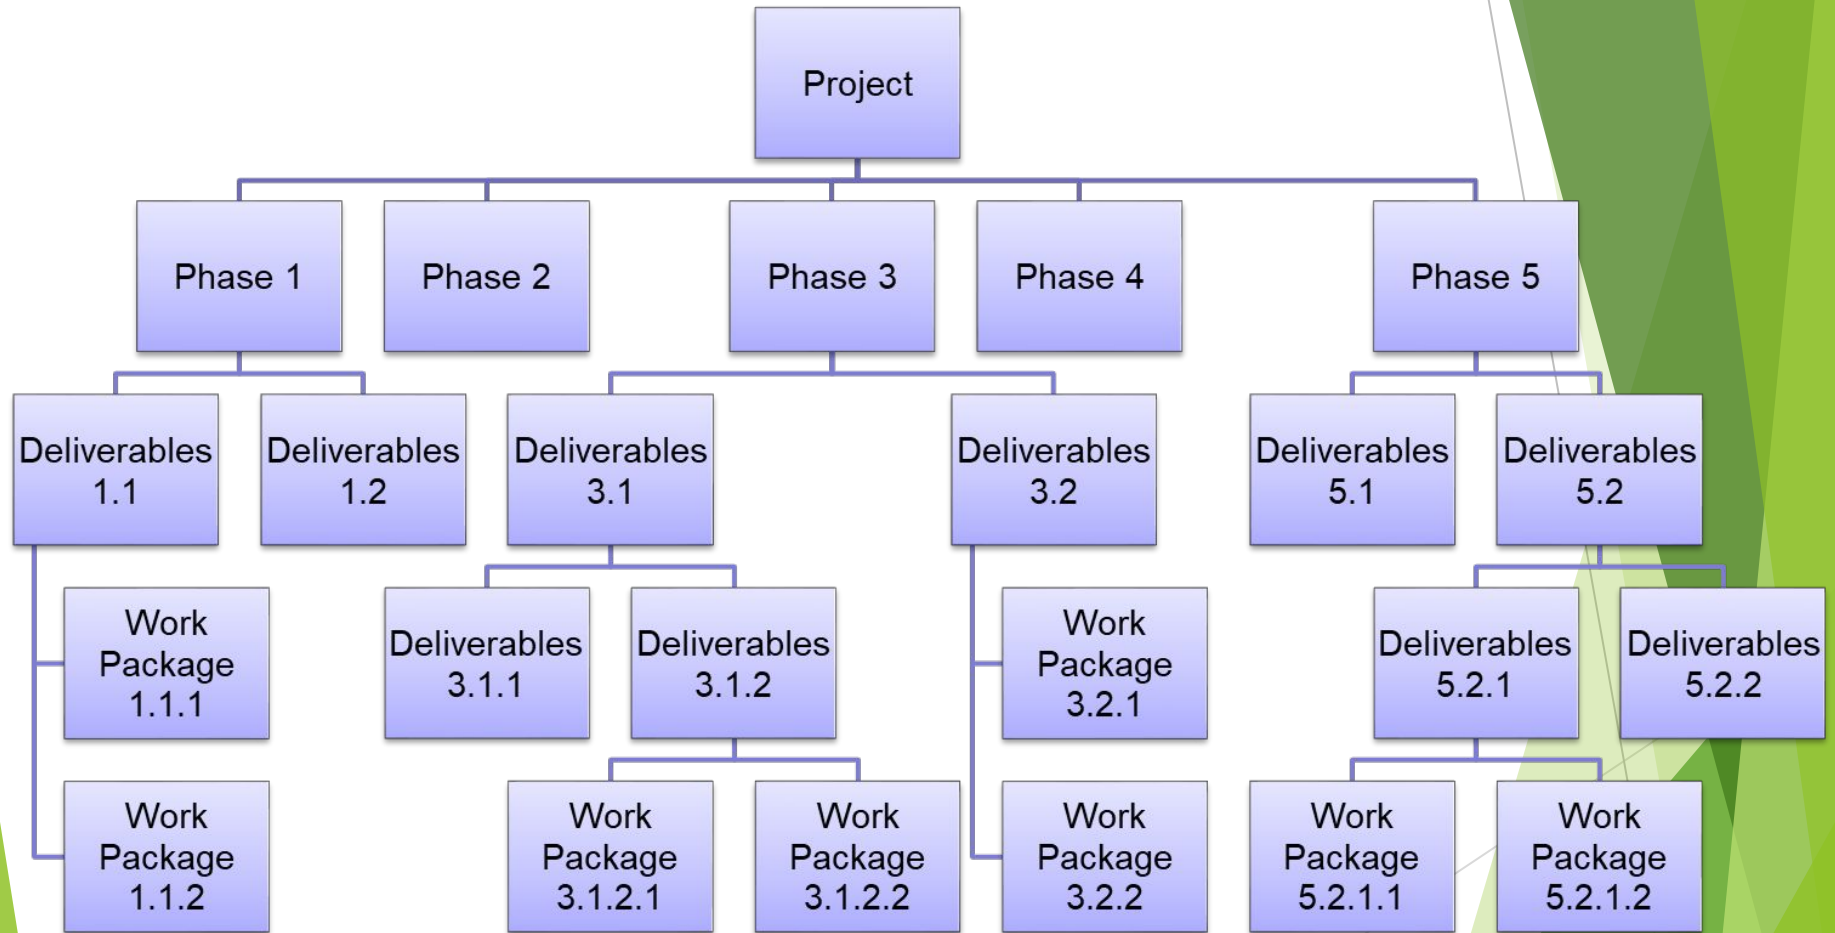 Project
Phase 1
Phase 2
Phase 3
Phase 4
Phase 5
Deliverables
1.1
Deliverables
1.2
Deliverables
3.1
Deliverables
3.2
Deliverables
5.1
Deliverables
5.2
Work
Package
1.1.1
Deliverables
3.1.1
Deliverables
3.1.2
Work
Package
3.2.1
Deliverables
5.2.1
Deliverables
5.2.2
Work
Package
1.1.2
Work
Package
3.1.2.1
Work
Package
3.1.2.2
Work
Package
3.2.2
Work
Package
5.2.1.1
Work
Package
5.2.1.2